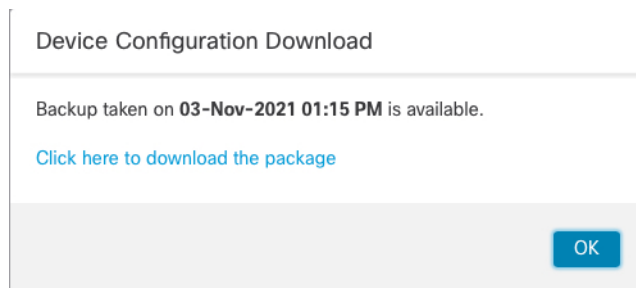 Device Configuration Download
Backup taken on 03-Nov-2021 01:15 PM is available.
Click here to download the package
OK